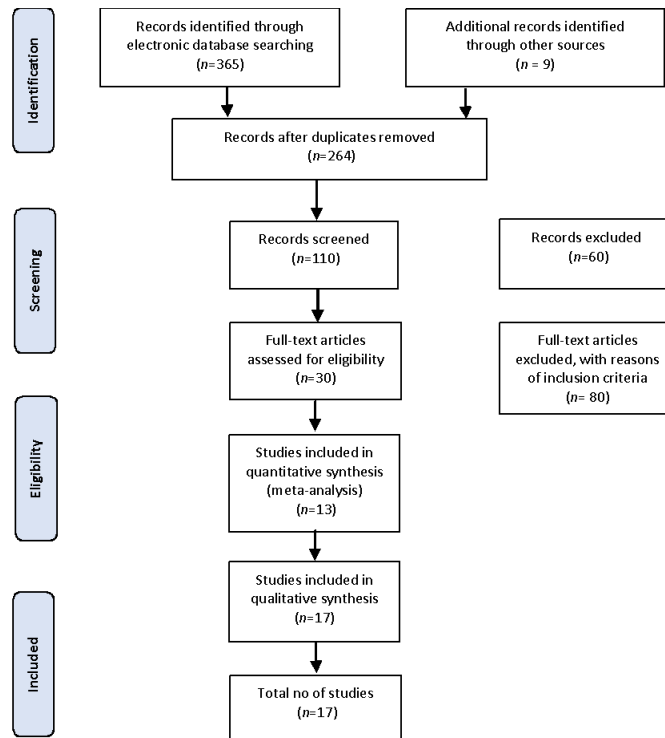 Identification
Records identified through
electronic database searching
(n=365)
Additional records identified
through other sources
(n = 9)
Records after duplicates removed
(n=264)
Screening
Records screened
(n=110)
Records excluded
(n=60)
Full-text articles
assessed for eligibility
(n=30)
Full-text articles
excluded, with reasons
of inclusion criteria
(n= 80)
Eligibility
Studies included in
quantitative synthesis
(meta-analysis)
(n=13)
Included
Studies included in
qualitative synthesis
(n=17)
Total no of studies
(n=17)